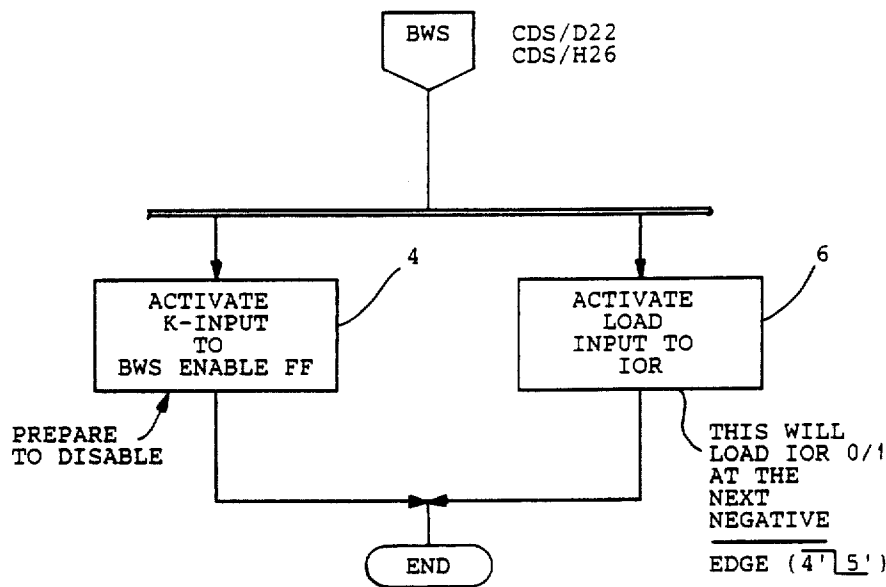 BWS
CDS/D22
CDS/H26
4
ACTIVATE
K-INPUT
TO
BWS ENABLE FF
6
ACTIVATE
LOAD
INPUT TO
IOR
PREPARE
TO DISABLE
THIS WILL
LOAD IOR 0/1
AT THE
NEXT
NEGATIVE
EDGE (4' 5')
END